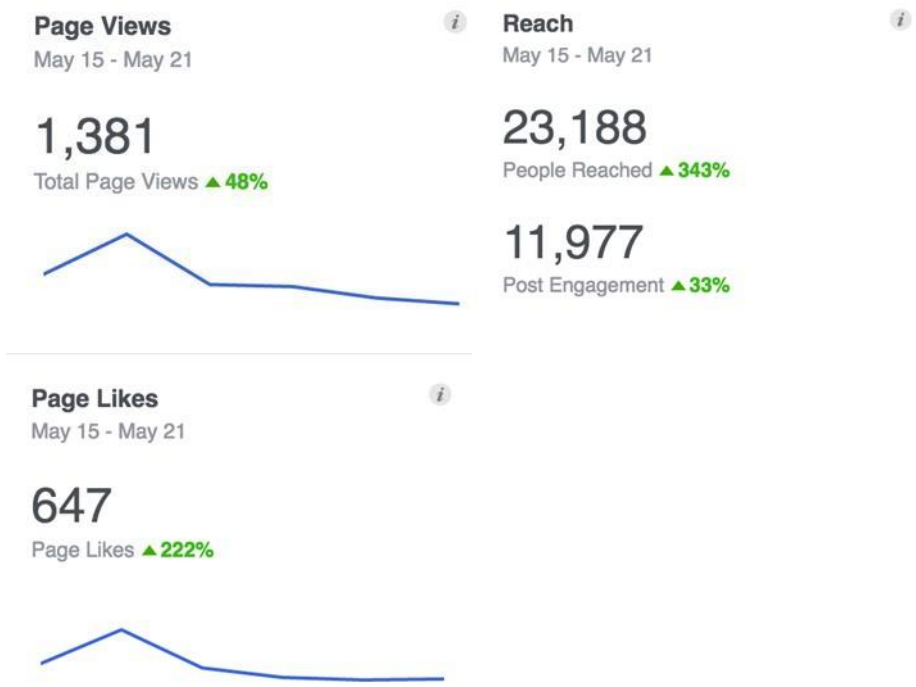 Page Views
May 15 - May 21
1,381
Total Page Views ▲ 48%
Reach
May 15 - May 21
23,188
People Reached ▲ 343%
11,977
Post Engagement ▲ 33%
Page Likes
May 15 - May 21
647
Page Likes ▲ 222%